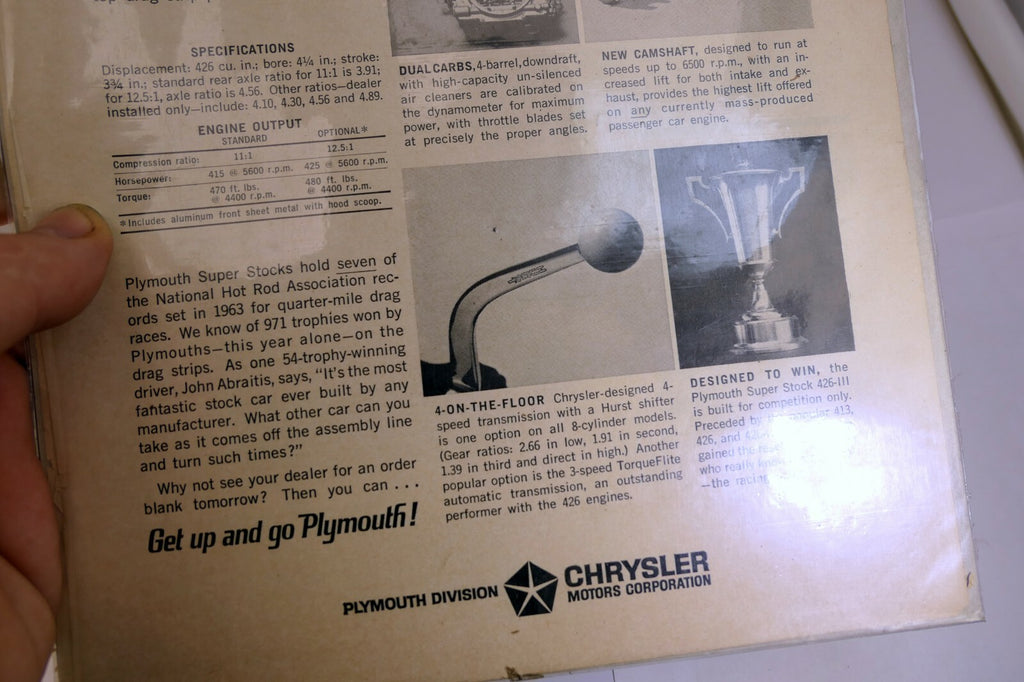 SPECIFICATIONS
Displacement: 426 cu. in.; bore: 4¼ in.; stroke:
3¾ in.; standard rear axle ratio for 11:1 is 3.91;
for 12.5:1, axle ratio is 4.56. Other ratios—dealer
installed only—include: 4.10, 4.30, 4.56 and 4.89.
ENGINE OUTPUT
STANDARD OPTIONAL*
Compression ratio: 11:1 12.5:1
Horsepower: 415 @ 5600 r.p.m. 425 @ 5600 r.p.m.
Torque: 470 ft. lbs. 480 ft. lbs.
@ 4400 r.p.m. @ 4400 r.p.m.
*Includes aluminum front sheet metal with hood scoop.
Plymouth Super Stocks hold seven of
the National Hot Rod Association rec-
ords set in 1963 for quarter-mile drag
races. We know of 971 trophies won by
Plymouths—this year alone—on the
drag strips. As one 54-trophy-winning
driver, John Abraitis, says, "It's the most
fantastic stock car ever built by any
manufacturer. What other car can you
take as it comes off the assembly line
and turn such times?"
Why not see your dealer for an order
blank tomorrow? Then you can . . .
Get up and go Plymouth!
DUAL CARBS, 4-barrel, downdraft,
with high-capacity un-silenced
air cleaners are calibrated on
the dynamometer for maximum
power, with throttle blades set
at precisely the proper angles.
NEW CAMSHAFT, designed to run at
speeds up to 6500 r.p.m., with an in-
creased lift for both intake and ex-
haust, provides the highest lift offered
on any currently mass-produced
passenger car engine.
4-ON-THE-FLOOR Chrysler-designed 4-
speed transmission with a Hurst shifter
is one option on all 8-cylinder models.
(Gear ratios: 2.66 in low, 1.91 in second,
1.39 in third and direct in high.) Another
popular option is the 3-speed TorqueFlite
automatic transmission, an outstanding
performer with the 426 engines.
DESIGNED TO WIN, the
Plymouth Super Stock 426-III
is built for competition only.
Preceded by 413,
426, and
gained the
who really
—the
PLYMOUTH DIVISION CHRYSLER
MOTORS CORPORATION